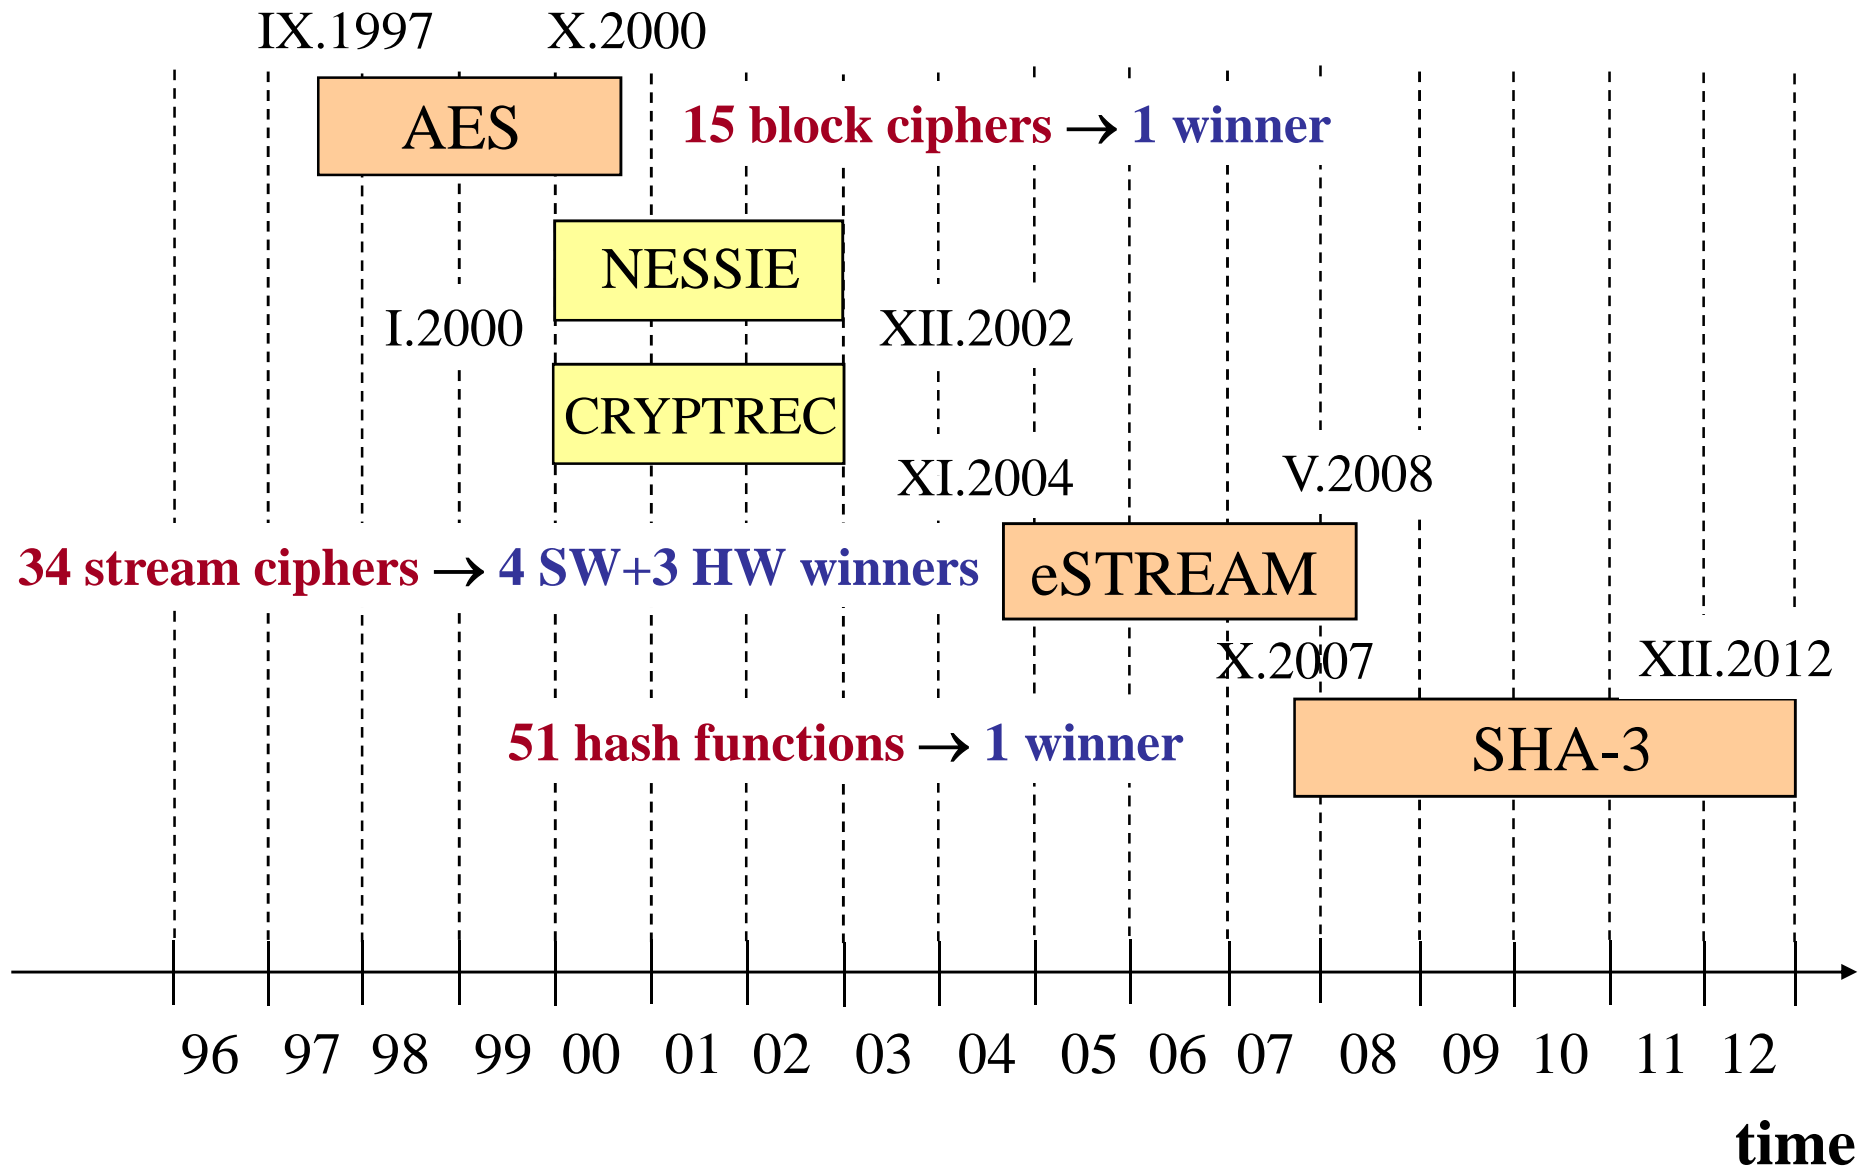 IX.1997 X.2000
AES
15 block ciphers → 1 winner
NESSIE
I.2000 XII.2002
CRYPTREC
XI.2004 V.2008
34 stream ciphers → 4 SW+3 HW winners
eSTREAM
X.2007 XII.2012
51 hash functions → 1 winner
SHA-3
96 97 98 99 00 01 02 03 04 05 06 07 08 09 10 11 12
time